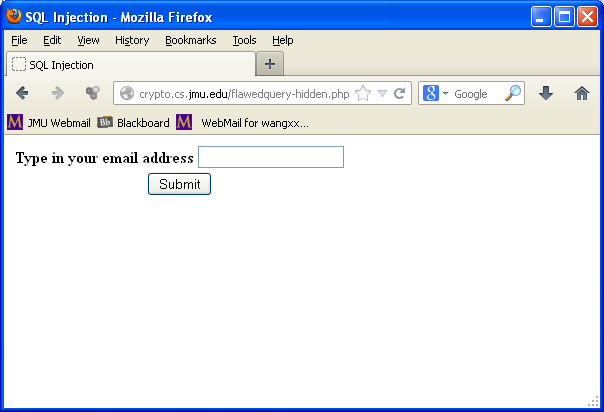 SQL Injection - Mozilla Firefox
File Edit View History Bookmarks Tools Help
SQL Injection
crypto.cs.jmu.edu/flawedquery-hidden.php Google
JMU Webmail Bb Blackboard WebMail for wangxx...
Type in your email address
Submit